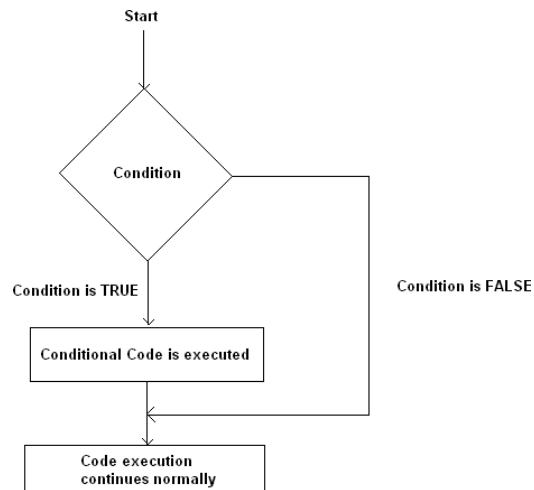 Start
Condition
Condition is TRUE
Condition is FALSE
Conditional Code is executed
Code execution
continues normally